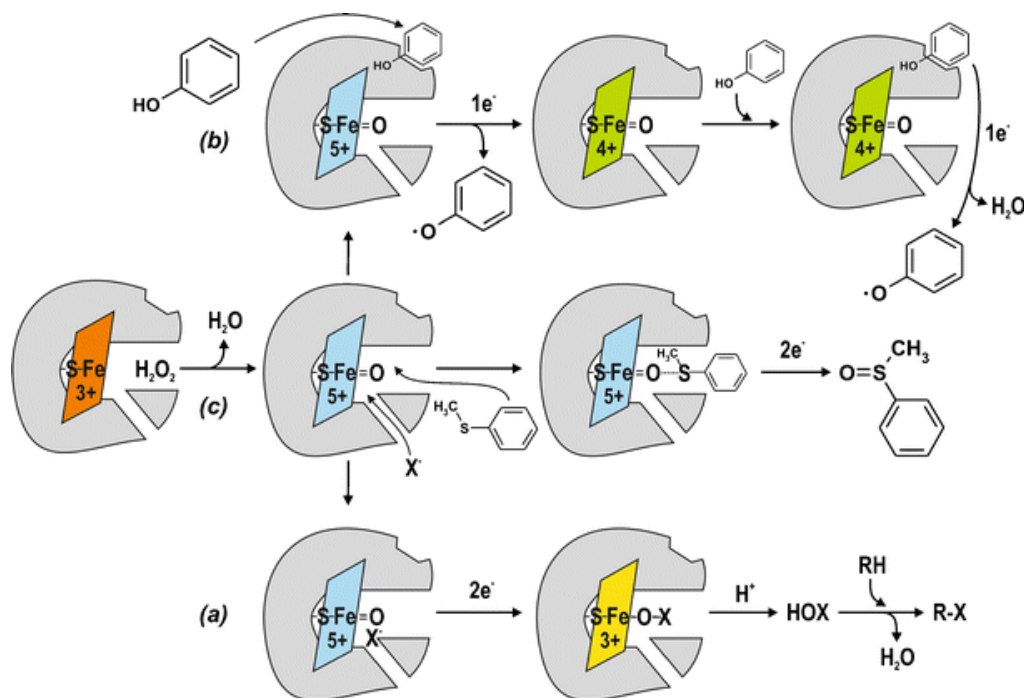 HO
HO
-S-Fe=O
5+
1e-
·O
-S-Fe=O
4+
HO
HO
-S-Fe=O
4+
1e-
H₂O
·O
(b)
-S-Fe
3+
H₂O₂
H₂O
(c)
-S-Fe=O
5+
H₃C
S
X-
-S-Fe=O
5+
H₃C
S
2e-
O=S
CH₃
(a)
-S-Fe=O
5+
X-
2e-
-S-Fe-O-X
3+
H+
HOX
RH
H₂O
R-X